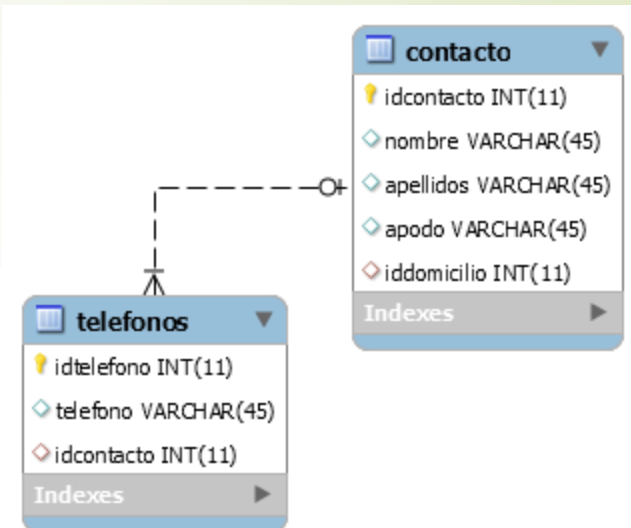 contacto
idcontacto INT(11)
nombre VARCHAR(45)
apellidos VARCHAR(45)
apodo VARCHAR(45)
iddomicilio INT(11)
Indexes
telefonos
idtelefono INT(11)
telefono VARCHAR(45)
idcontacto INT(11)
Indexes